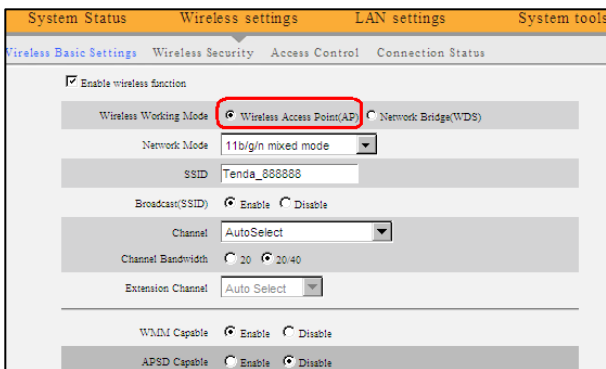 System Status Wireless settings LAN settings System tools
Wireless Basic Settings Wireless Security Access Control Connection Status
Enable wireless function
Wireless Working Mode Wireless Access Point(AP) Network Bridge(WDS)
Network Mode 11b/g/n mixed mode
SSID Tenda_888888
Broadcast(SSID) Enable Disable
Channel AutoSelect
Channel Bandwidth 20 20/40
Extension Channel Auto Select
WMM Capable Enable Disable
APSD Capable Enable Disable